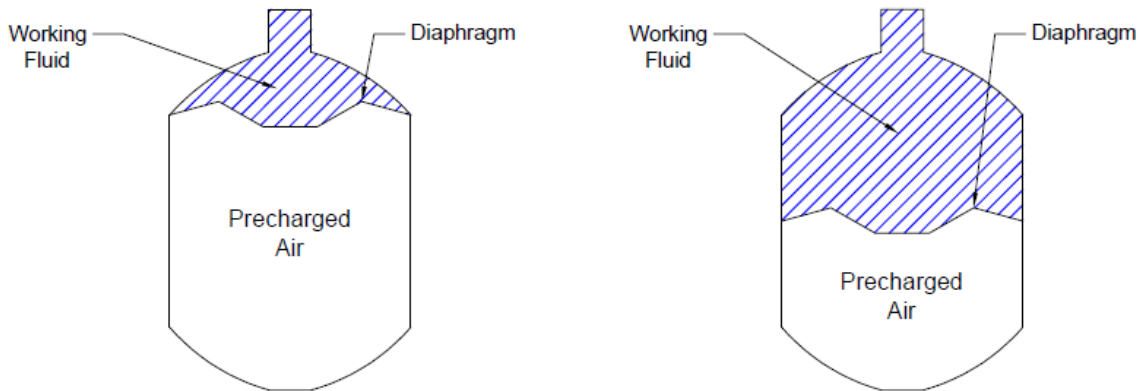 Working
Fluid
Diaphragm
Precharged
Air
Working
Fluid
Diaphragm
Precharged
Air